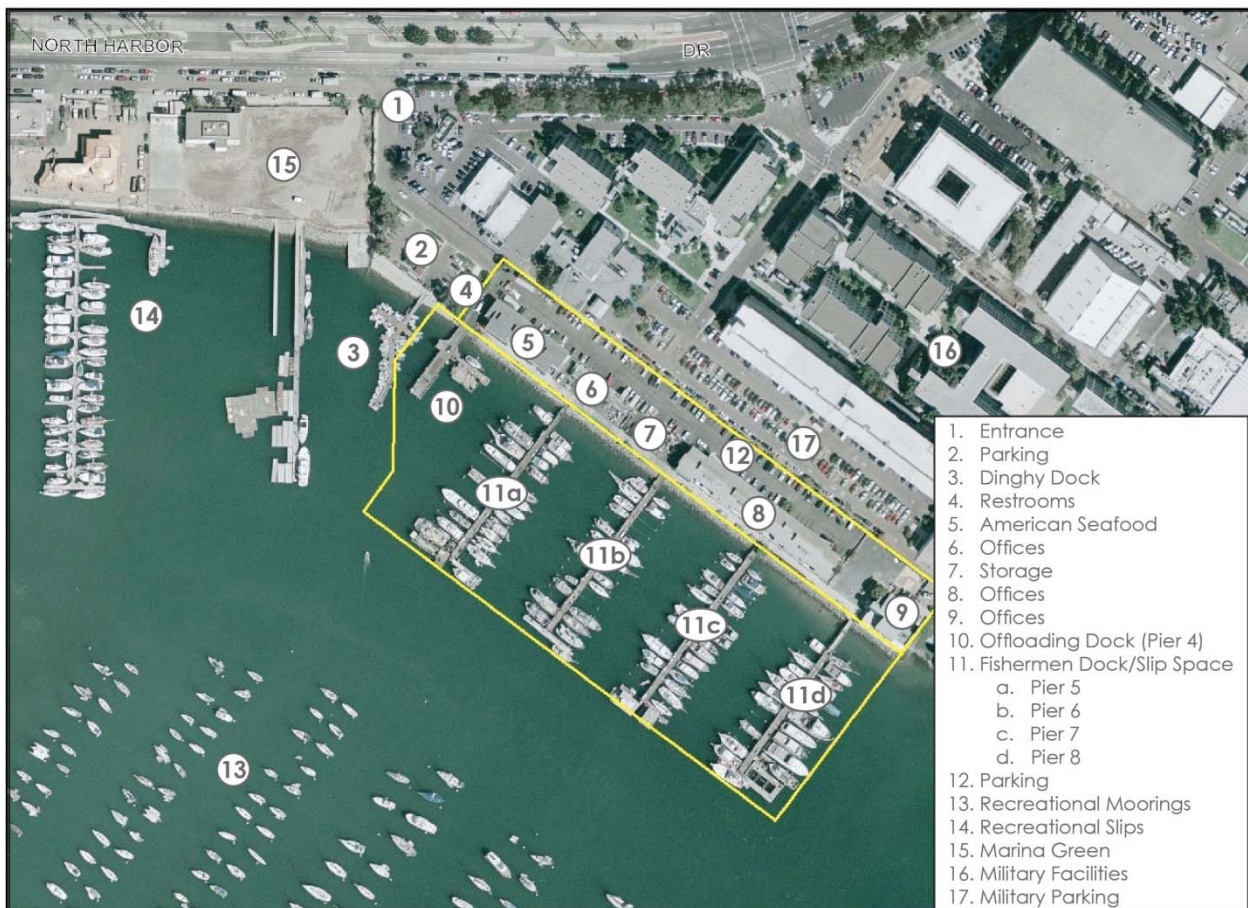 NORTH HARBOR DR
1
15
2
4
14
3
5
16
10
6
7
12
17
11a
8
11b
9
11c
11d
13
1. Entrance
2. Parking
3. Dinghy Dock
4. Restrooms
5. American Seafood
6. Offices
7. Storage
8. Offices
9. Offices
10. Offloading Dock (Pier 4)
11. Fishermen Dock/Slip Space
a. Pier 5
b. Pier 6
c. Pier 7
d. Pier 8
12. Parking
13. Recreational Moorings
14. Recreational Slips
15. Marina Green
16. Military Facilities
17. Military Parking